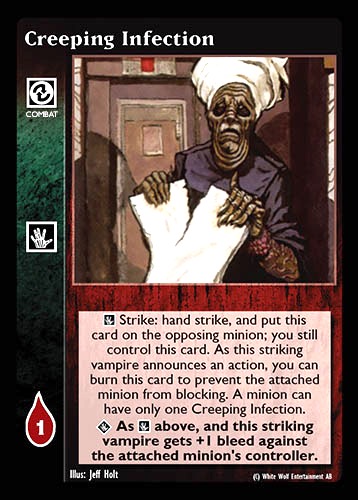 Creeping Infection
COMBAT
Strike: hand strike, and put this
card on the opposing minion; you still
control this card. As this striking
vampire announces an action, you can
burn this card to prevent the attached
minion from blocking. A minion can
have only one Creeping Infection.
As above, and this striking
vampire gets +1 bleed against
the attached minion's controller.
1
Illus: Jeff Holt
(C) White Wolf Entertainment AB